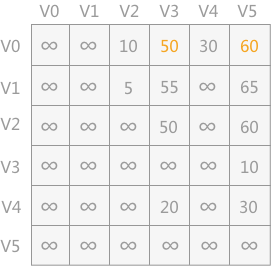 V0 V1 V2 V3 V4 V5
V0 ∞ ∞ 10 50 30 60
V1 ∞ ∞ 5 55 ∞ 65
V2 ∞ ∞ ∞ 50 ∞ 60
V3 ∞ ∞ ∞ ∞ ∞ 10
V4 ∞ ∞ ∞ 20 ∞ 30
V5 ∞ ∞ ∞ ∞ ∞ ∞